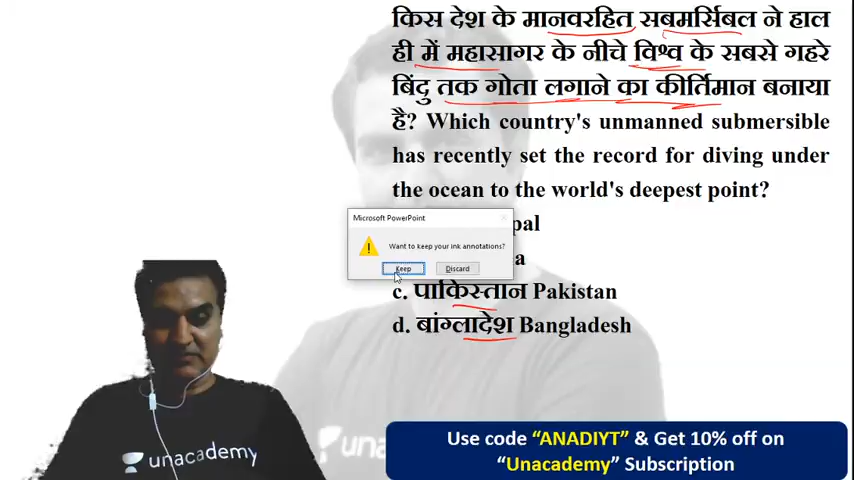 किस देश के मानवरहित सबमर्सिबल ने हाल
ही में महासागर के नीचे विश्व के सबसे गहरे
बिंदु तक गोता लगाने का कीर्तिमान बनाया
है? Which country's unmanned submersible
has recently set the record for diving under
the ocean to the world's deepest point?
Microsoft PowerPoint
Want to keep your ink annotations?
Keep Discard
c. पाकिस्तान Pakistan
d. बांग्लादेश Bangladesh
unacademy
Use code “ANADIYT” & Get 10% off on
“Unacademy” Subscription